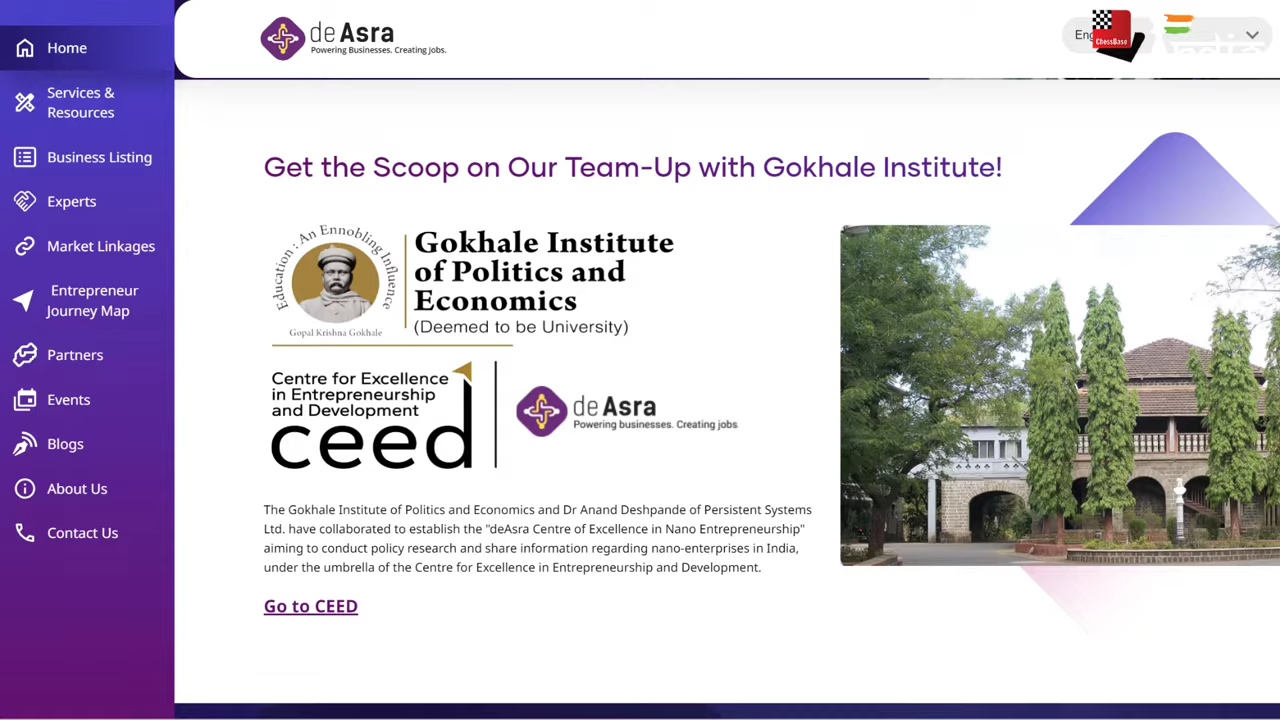 Home
Services &
Resources
Business Listing
Experts
Market Linkages
Entrepreneur
Journey Map
Partners
Events
Blogs
About Us
Contact Us
de Asra
Powering Businesses. Creating jobs.
Eng
ChessBase
Get the Scoop on Our Team-Up with Gokhale Institute!
Education : An Ennobling Influence
Gopal Krishna Gokhale
Gokhale Institute
of Politics and
Economics
(Deemed to be University)
Centre for Excellence
in Entrepreneurship
and Development
ceed
de Asra
Powering businesses. Creating jobs
The Gokhale Institute of Politics and Economics and Dr Anand Deshpande of Persistent Systems
Ltd. have collaborated to establish the "deAsra Centre of Excellence in Nano Entrepreneurship"
aiming to conduct policy research and share information regarding nano-enterprises in India,
under the umbrella of the Centre for Excellence in Entrepreneurship and Development.
Go to CEED